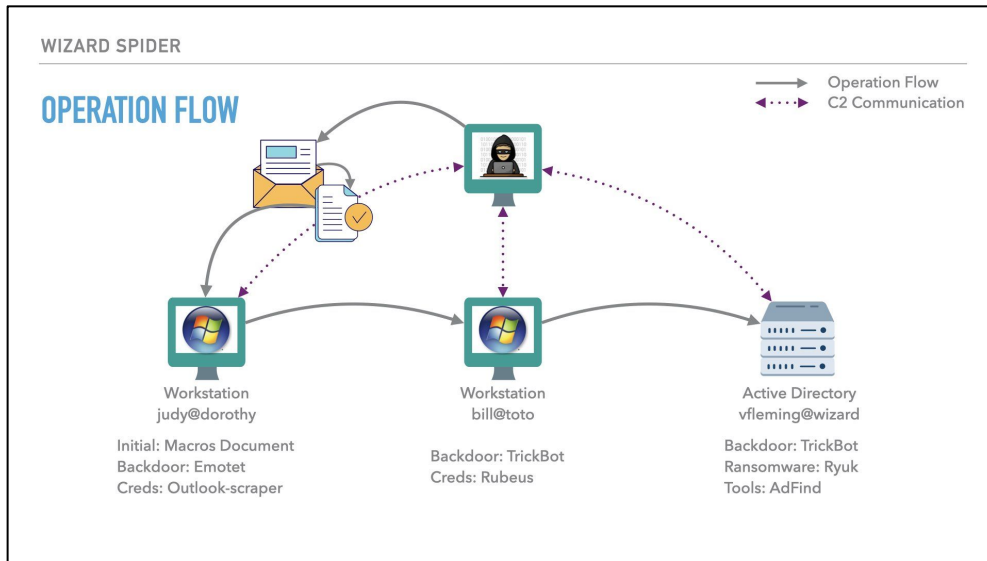 WIZARD SPIDER
OPERATION FLOW
Operation Flow
C2 Communication
Workstation
judy@dorothy
Initial: Macros Document
Backdoor: Emotet
Creds: Outlook-scraper
Workstation
bill@toto
Backdoor: TrickBot
Creds: Rubeus
Active Directory
vfleming@wizard
Backdoor: TrickBot
Ransomware: Ryuk
Tools: AdFind